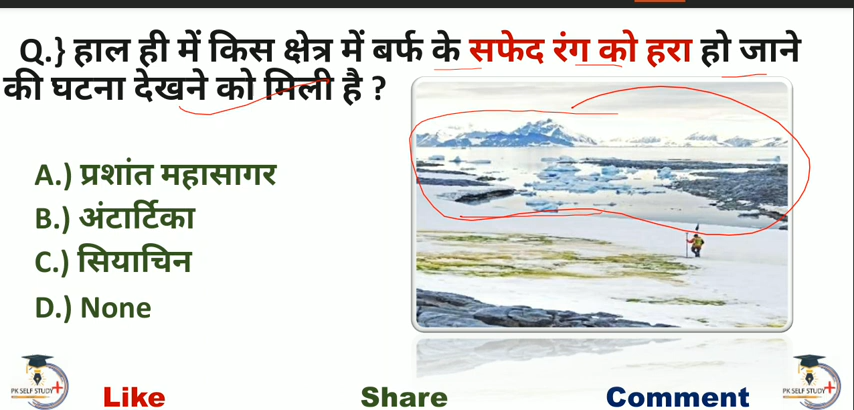 Q.} हाल ही में किस क्षेत्र में बर्फ के सफेद रंग को हरा हो जाने
की घटना देखने को मिली है ?
A.) प्रशांत महासागर
B.) अंटार्टिका
C.) सियाचिन
D.) None
PK SELF STUDY
PK SELF STUDY
Like
Share
Comment